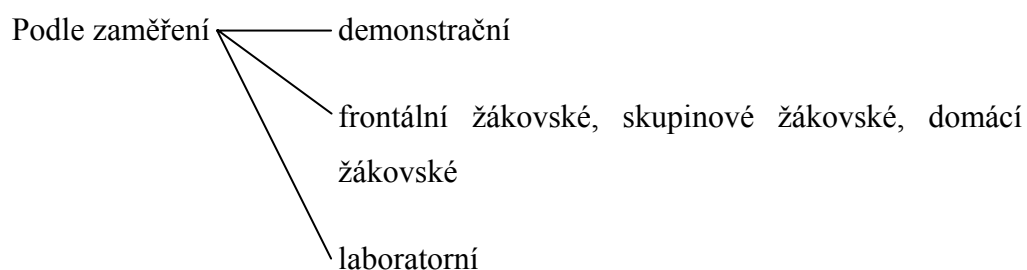 Podle zaměření
demonstrační
frontální žákovské, skupinové žákovské, domácí
žákovské
laboratorní